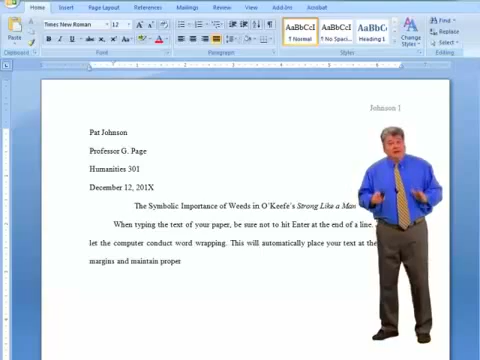 Home Insert Page Layout References Mailings Review View Add-Ins Acrobat
Times New Roman 12
Paste
AaBbCcI AaBbCcI AaBbC
¶ Normal ¶ No Spaci... Heading 1
Change Styles
Find
Replace
Select
Clipboard Font Paragraph Styles Editing
Johnson 1
Pat Johnson
Professor G. Page
Humanities 301
December 12, 201X
The Symbolic Importance of Weeds in O'Keefe's Strong Like a Man
When typing the text of your paper, be sure not to hit Enter at the end of a line.
let the computer conduct word wrapping. This will automatically place your text at the
margins and maintain proper